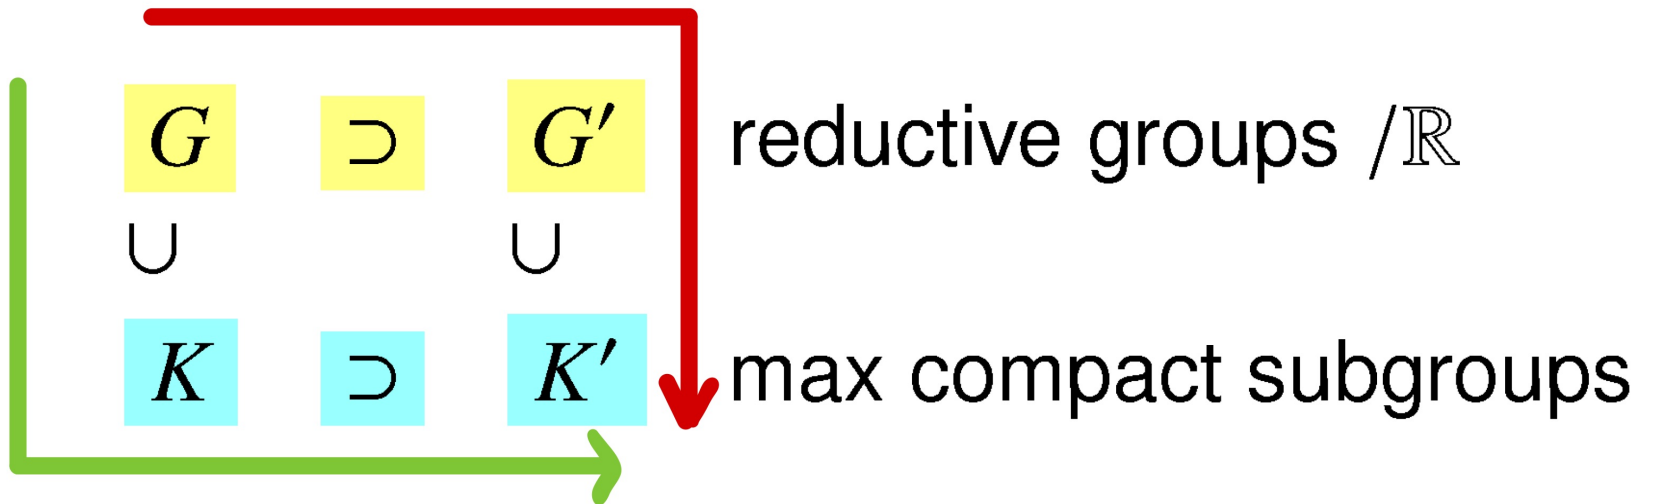 G ⊃ G′ reductive groups /ℝ
∪ ∪
K ⊃ K′ max compact subgroups